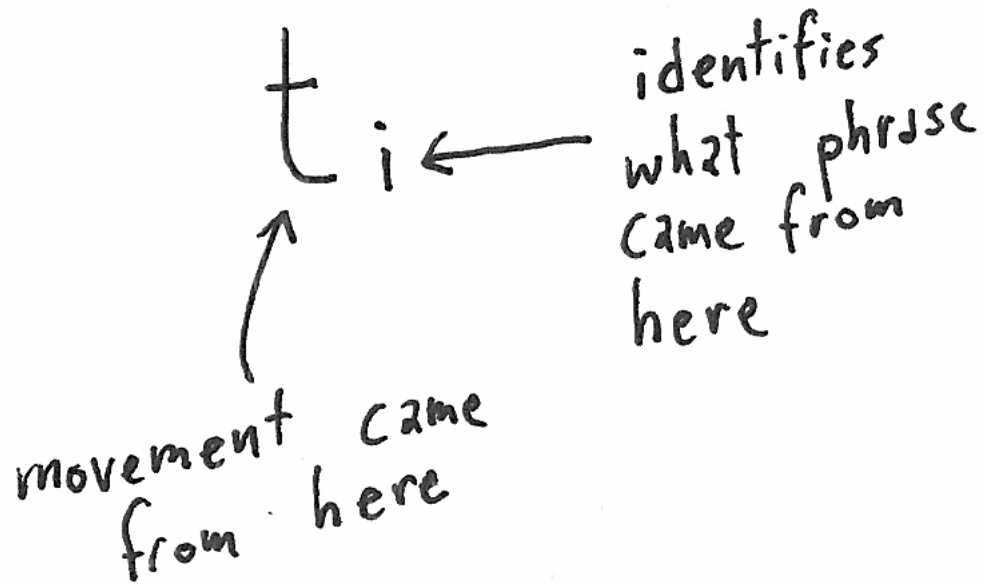 t i
identifies
what phrase
came from
here
movement came
from here